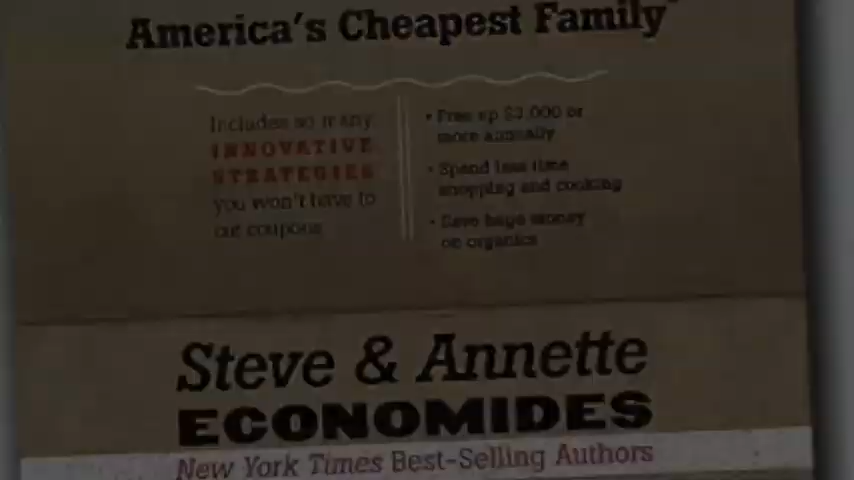 America's Cheapest Family™
Includes so many
INNOVATIVE
STRATEGIES
you won't have to
cut coupons
• Free up $3,000 or
more annually
• Spend less time
shopping and cooking
• Save huge money
on organics
Steve & Annette
ECONOMIDES
New York Times Best-Selling Authors